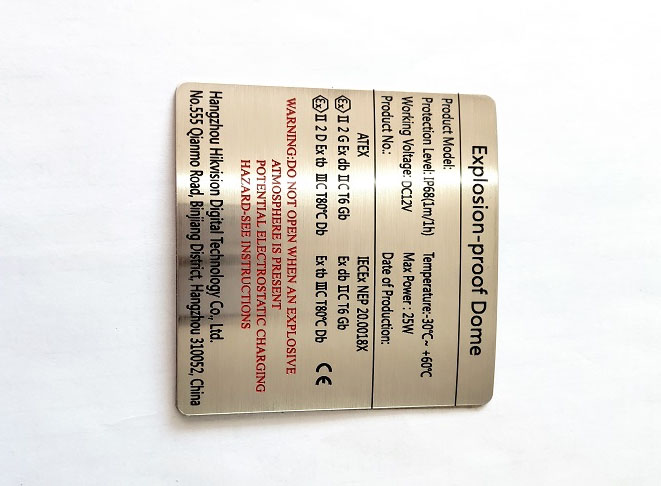 Explosion-proof Dome
Product Model:
Protection Level: IP68(1m/1h) Temperature:-30℃~ +60℃
Working Voltage: DC12V Max Power : 25W
Product No.: Date of Production:
ATEX IECEx NEP 20.0018X
Ex II 2 G Ex db IIC T6 Gb Ex db IIC T6 Gb
Ex II 2 D Ex tb IIIC T80℃ Db Ex tb IIIC T80℃ Db CE
WARNING:DO NOT OPEN WHEN AN EXPLOSIVE
ATMOSPHERE IS PRESENT
POTENTIAL ELECTROSTATIC CHARGING
HAZARD-SEE INSTRUCTIONS
Hangzhou Hikvision Digital Technology Co., Ltd.
No.555 Qianmo Road, Binjiang District, Hangzhou 310052, China